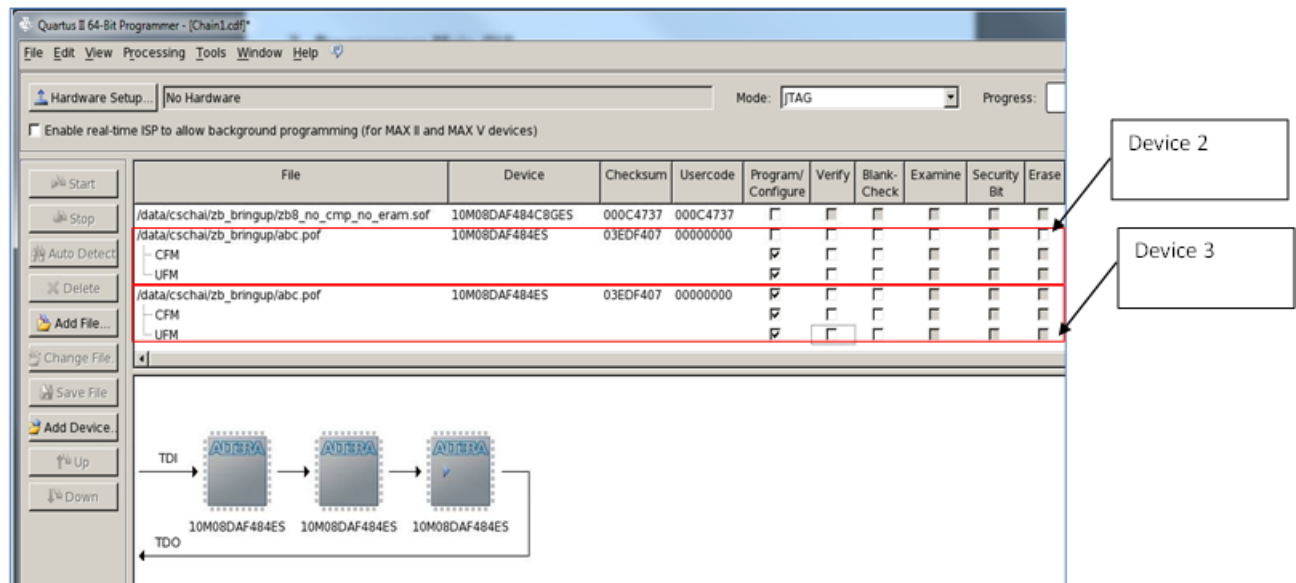 Quartus II 64-Bit Programmer - [Chain1.cdf]*
File Edit View Processing Tools Window Help
Hardware Setup... No Hardware Mode: JTAG Progress:
Enable real-time ISP to allow background programming (for MAX II and MAX V devices)
Start
Stop
Auto Detect
Delete
Add File...
Change File.
Save File
Add Device.
Up
Down
File Device Checksum Usercode Program/ Configure Verify Blank- Check Examine Security Bit Erase
/data/cschai/zb_bringup/zb8_no_cmp_no_eram.sof 10M08DAF484C8GES 000C4737 000C4737
/data/cschai/zb_bringup/abc.pof 10M08DAF484ES 03EDF407 00000000
CFM
UFM
/data/cschai/zb_bringup/abc.pof 10M08DAF484ES 03EDF407 00000000
CFM
UFM
Device 2
Device 3
TDI
ALTERA ALTERA ALTERA
10M08DAF484ES 10M08DAF484ES 10M08DAF484ES
TDO